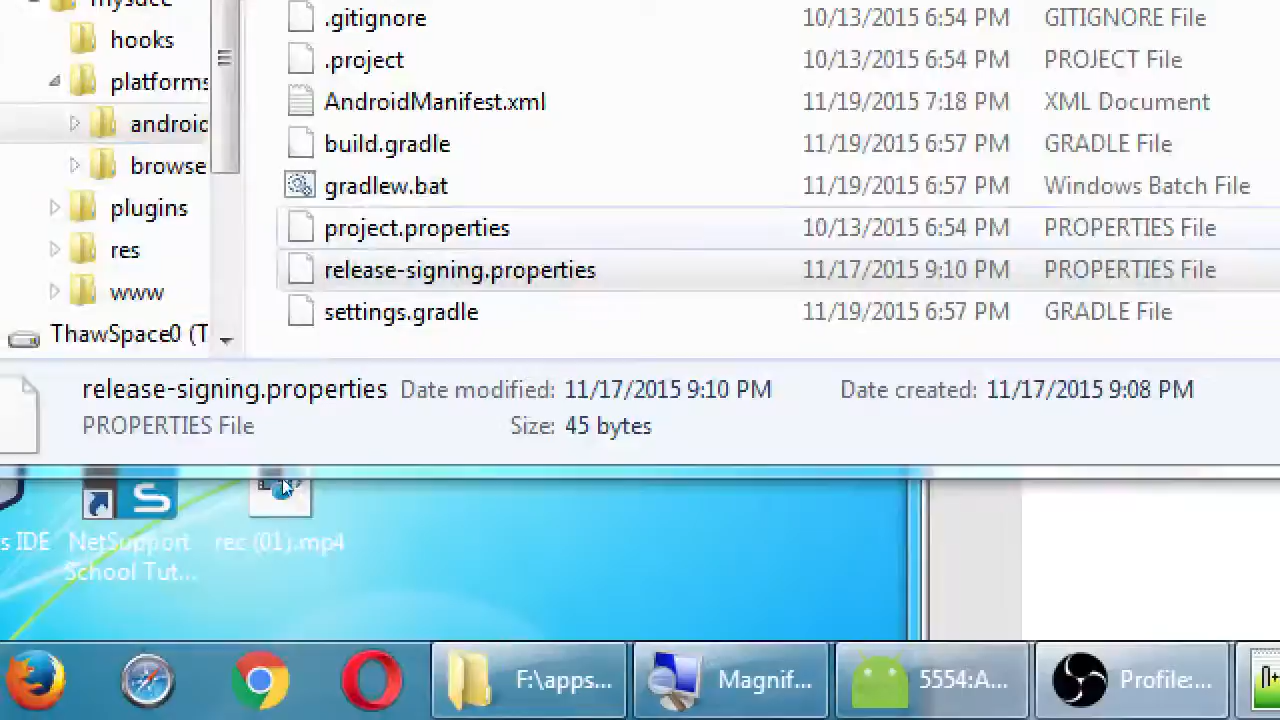 mysdcc
hooks
platforms
android
browse
plugins
res
www
ThawSpace0 (T
.gitignore 10/13/2015 6:54 PM GITIGNORE File
.project 10/13/2015 6:54 PM PROJECT File
AndroidManifest.xml 11/19/2015 7:18 PM XML Document
build.gradle 11/19/2015 6:57 PM GRADLE File
gradlew.bat 11/19/2015 6:57 PM Windows Batch File
project.properties 10/13/2015 6:54 PM PROPERTIES File
release-signing.properties 11/17/2015 9:10 PM PROPERTIES File
settings.gradle 11/19/2015 6:57 PM GRADLE File
release-signing.properties Date modified: 11/17/2015 9:10 PM Date created: 11/17/2015 9:08 PM
PROPERTIES File Size: 45 bytes
s IDE NetSupport rec (01).mp4
School Tut...
F:\apps... Magnif... 5554:A... Profile:...